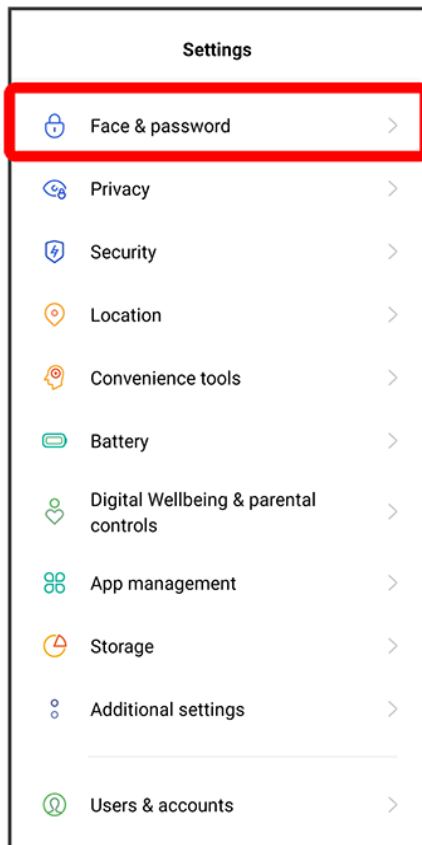 Settings
Face & password
Privacy
Security
Location
Convenience tools
Battery
Digital Wellbeing & parental
controls
App management
Storage
Additional settings
Users & accounts